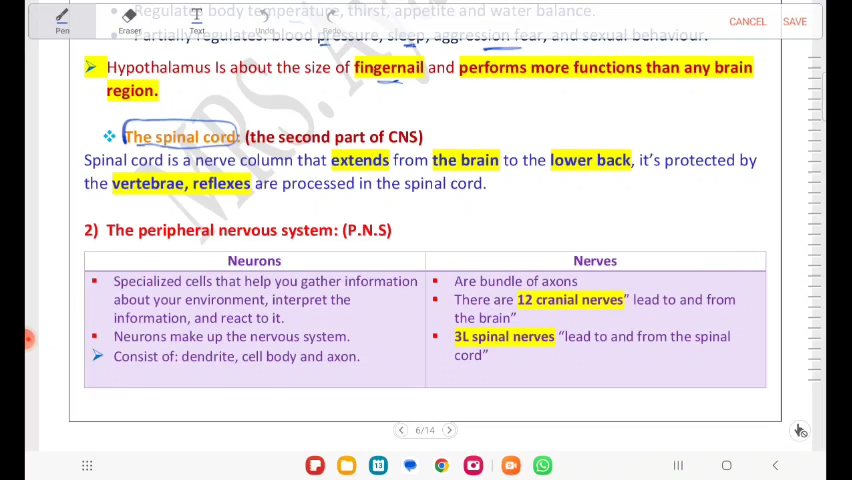 Regulates body temperature, thirst, appetite and water balance.
Pen
Eraser
Text
Undo
Redo
CANCEL
SAVE
Partially regulates: blood pressure, sleep, aggression fear, and sexual behaviour.
Hypothalamus Is about the size of fingernail and performs more functions than any brain
region.
The spinal cord: (the second part of CNS)
Spinal cord is a nerve column that extends from the brain to the lower back, it's protected by
the vertebrae, reflexes are processed in the spinal cord.
2) The peripheral nervous system: (P.N.S)
Neurons
Specialized cells that help you gather information
about your environment, interpret the
information, and react to it.
Neurons make up the nervous system.
Consist of: dendrite, cell body and axon.
Nerves
Are bundle of axons
There are 12 cranial nerves" lead to and from
the brain"
3L spinal nerves "lead to and from the spinal
cord"
6/14
13